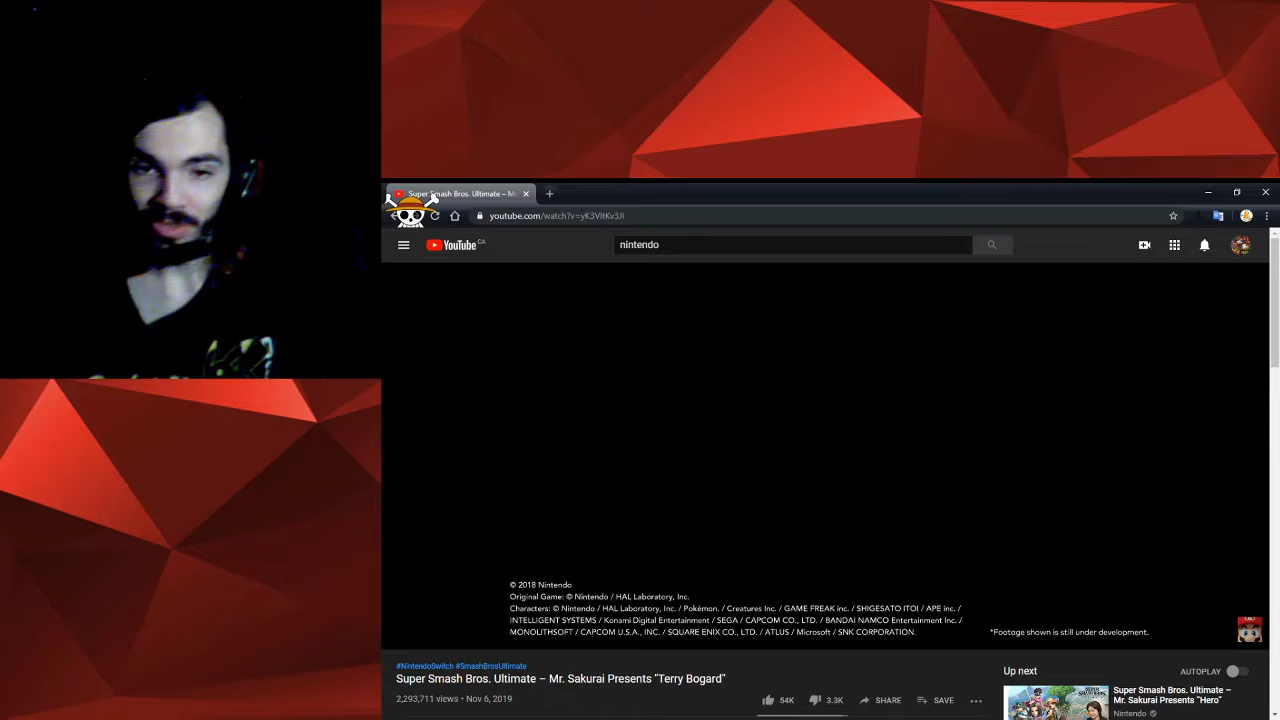 Super Smash Bros. Ultimate – M
youtube.com/watch?v=yK3VltKv3JI
YouTube CA
nintendo
© 2018 Nintendo
Original Game: © Nintendo / HAL Laboratory, Inc.
Characters: © Nintendo / HAL Laboratory, Inc. / Pokémon. / Creatures Inc. / GAME FREAK inc. / SHIGESATO ITOI / APE inc. /
INTELLIGENT SYSTEMS / Konami Digital Entertainment / SEGA / CAPCOM CO., LTD. / BANDAI NAMCO Entertainment Inc. /
MONOLITHSOFT / CAPCOM U.S.A., INC. / SQUARE ENIX CO., LTD. / ATLUS / Microsoft / SNK CORPORATION.
*Footage shown is still under development.
#NintendoSwitch #SmashBrosUltimate
Super Smash Bros. Ultimate – Mr. Sakurai Presents "Terry Bogard"
2,293,711 views • Nov 6, 2019
54K
3.3K
SHARE
SAVE
Up next
AUTOPLAY
Super Smash Bros. Ultimate –
Mr. Sakurai Presents "Hero"
Nintendo